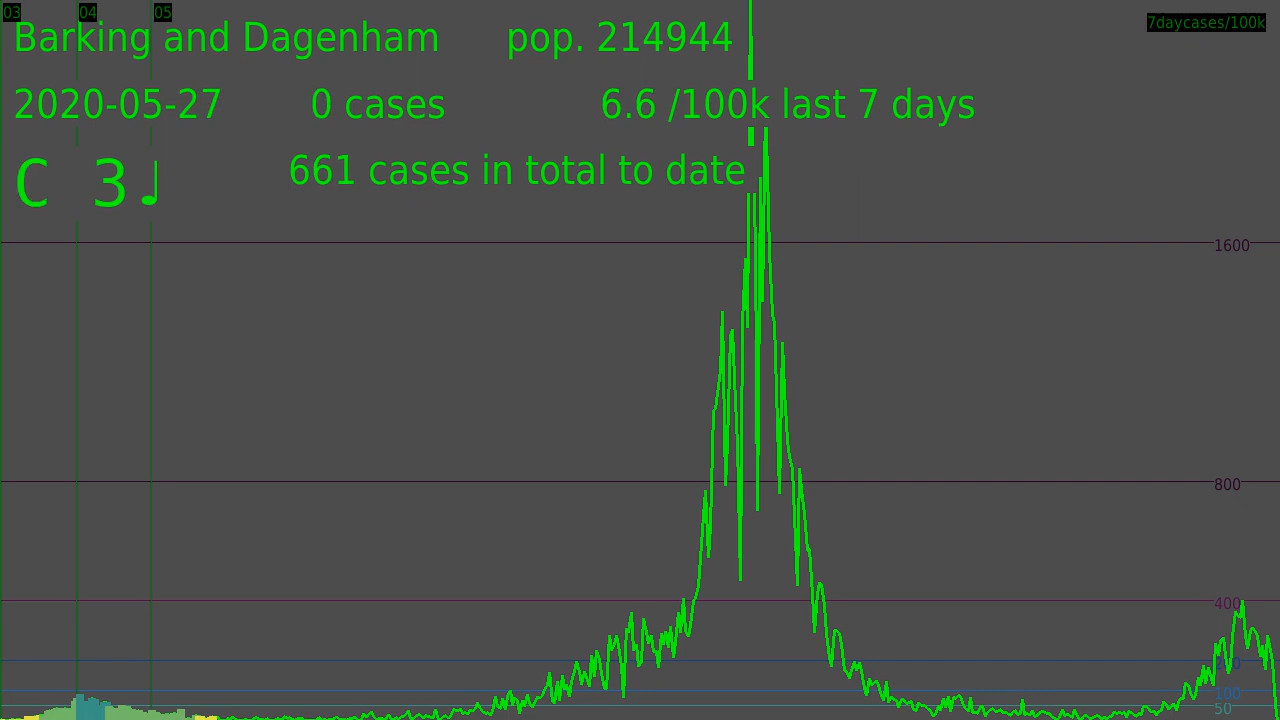 03 04 05
7daycases/100k
Barking and Dagenham pop. 214944
2020-05-27 0 cases 6.6 /100k last 7 days
C 3♩ 661 cases in total to date
1600
800
400
200
100
50